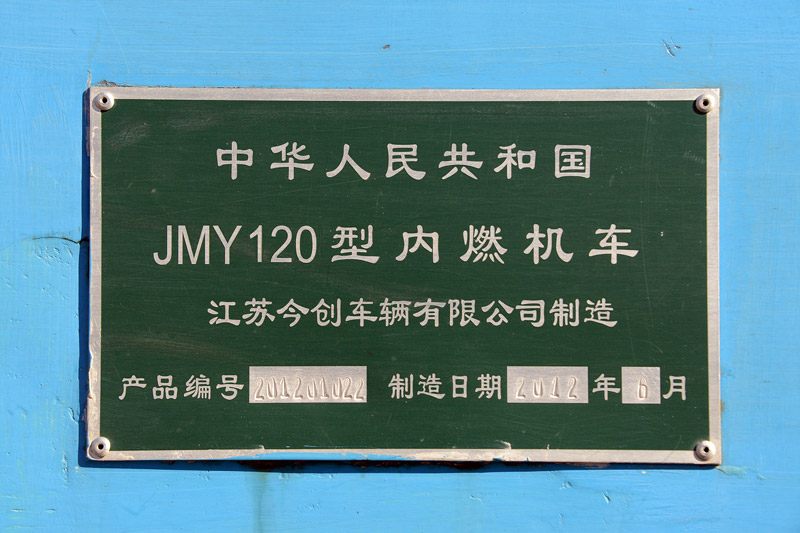 中华人民共和国
JMY120型内燃机车
江苏今创车辆有限公司制造
产品编号 201201022 制造日期 2012 年 6 月